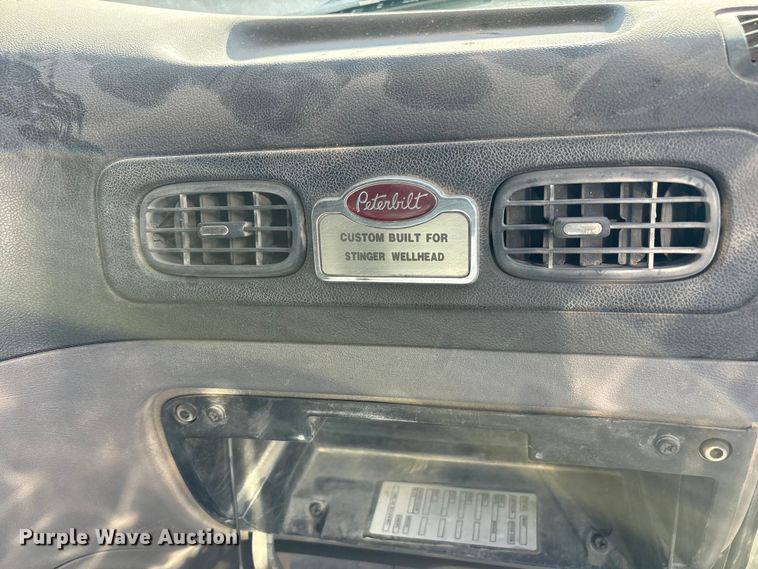 Peterbilt
CUSTOM BUILT FOR
STINGER WELLHEAD
Purple Wave Auction